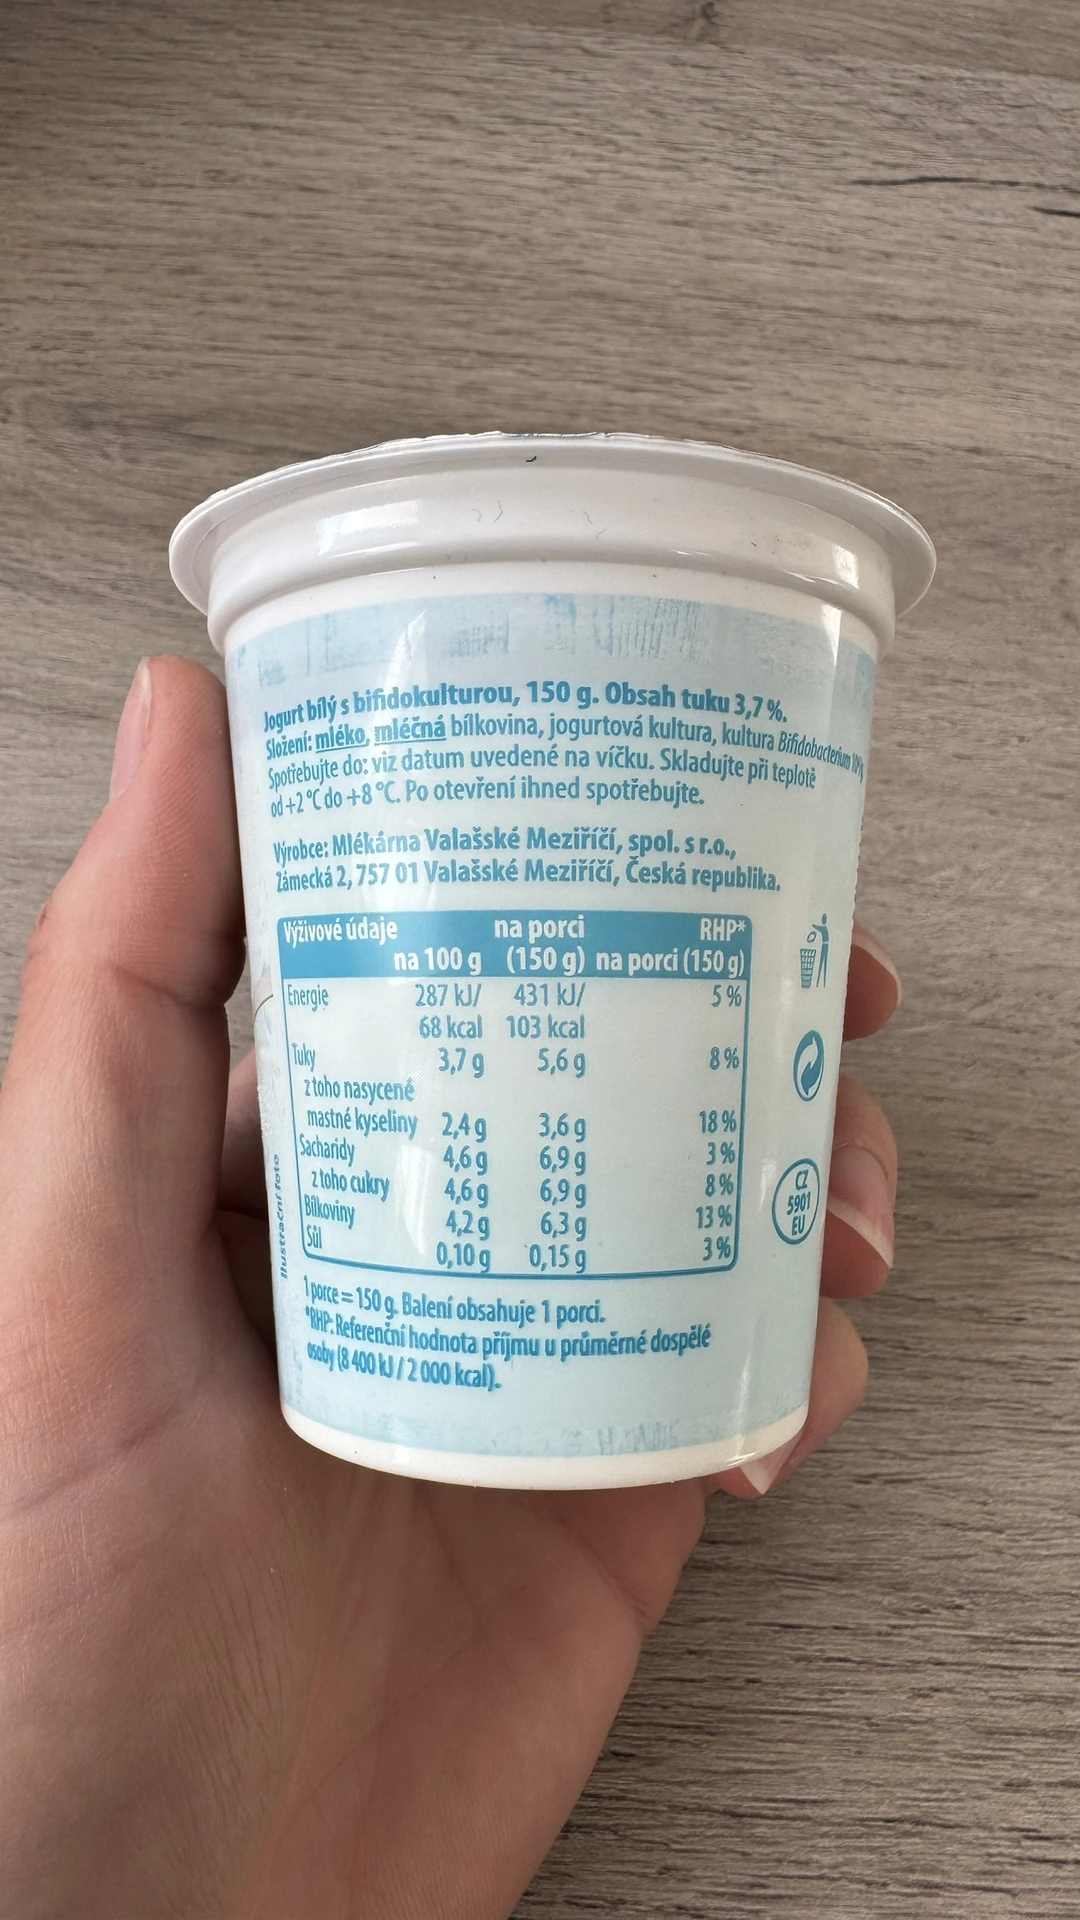 Jogurt bílý s bifidokulturou, 150 g. Obsah tuku 3,7 %.
Složení: mléko, mléčná bílkovina, jogurtová kultura, kultura Bifidobacterium
Spotřebujte do: viz datum uvedené na víčku. Skladujte při teplotě
od +2 °C do +8 °C. Po otevření ihned spotřebujte.
Výrobce: Mlékárna Valašské Meziříčí, spol. s r.o.,
Zámecká 2, 757 01 Valašské Meziříčí, Česká republika.
Výživové údaje na porci RHP*
na 100 g (150 g) na porci (150 g)
Energie 287 kJ/ 431 kJ/ 5 %
68 kcal 103 kcal
Tuky 3,7 g 5,6 g 8 %
z toho nasycené
mastné kyseliny 2,4 g 3,6 g 18 %
Sacharidy 4,6 g 6,9 g 3 %
z toho cukry 4,6 g 6,9 g 8 %
Bílkoviny 4,2 g 6,3 g 13 %
Sůl 0,10 g 0,15 g 3 %
1 porce = 150 g. Balení obsahuje 1 porci.
*RHP: Referenční hodnota příjmu u průměrné dospělé
osoby (8 400 kJ / 2 000 kcal).
Ilustrační foto
CZ
5901
EU